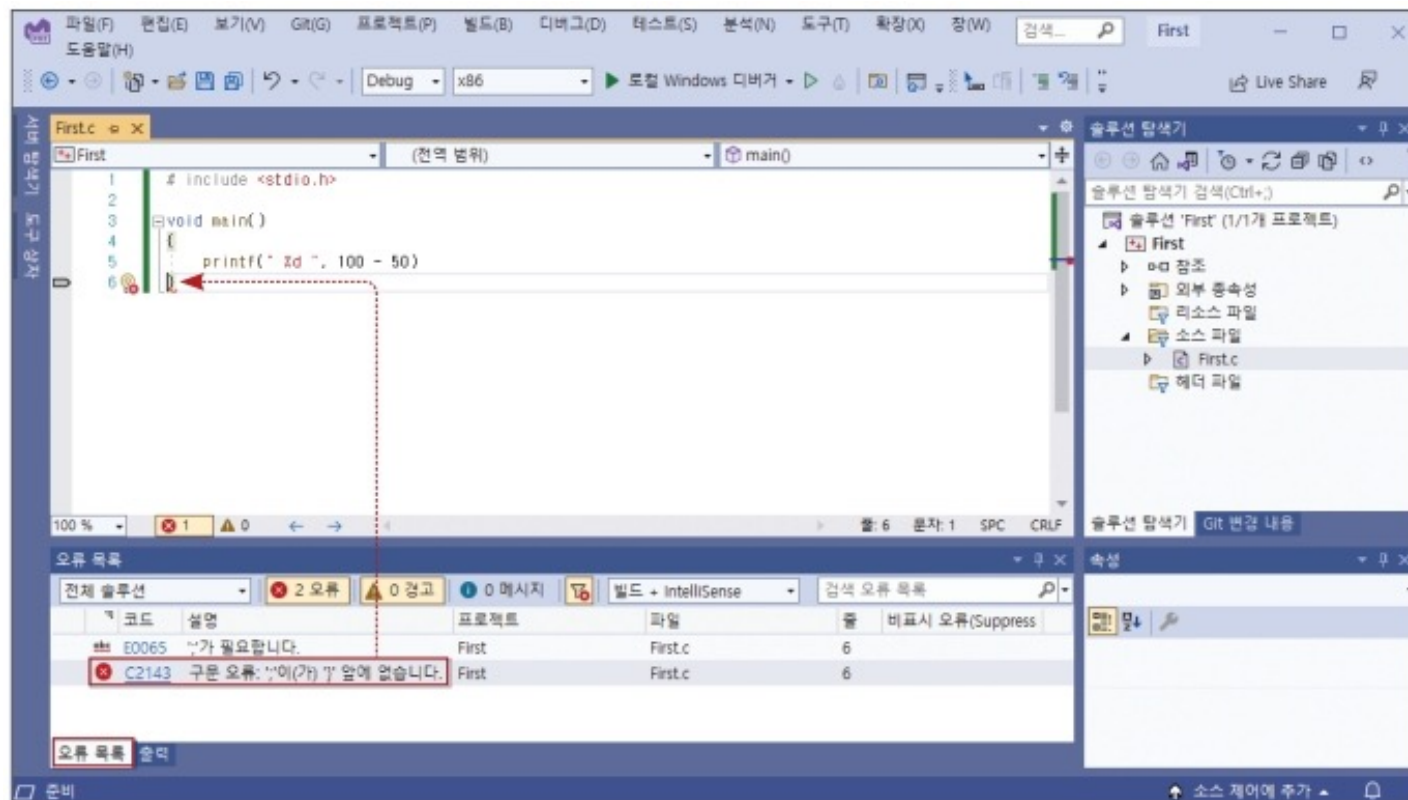 파일(F) 편집(E) 보기(V) Git(G) 프로젝트(P) 빌드(B) 디버그(D) 테스트(S) 분석(N) 도구(T) 확장(X) 창(W) 검색... First
도움말(H)
Debug x86 로컬 Windows 디버거 Live Share
서버 탐색기
도구 상자
First.c
First (전역 범위) main()
1 # include <stdio.h>
2
3 void main()
4 {
5 printf(" %d ", 100 - 50)
6 }
100 % 1 0 줄: 6 문자: 1 SPC CRLF
솔루션 탐색기
솔루션 탐색기 검색(Ctrl+;)
솔루션 'First' (1/1개 프로젝트)
First
참조
외부 종속성
리소스 파일
소스 파일
First.c
헤더 파일
솔루션 탐색기 Git 변경 내용
오류 목록
전체 솔루션 2 오류 0 경고 0 메시지 빌드 + IntelliSense 검색 오류 목록
코드 설명 프로젝트 파일 줄 비표시 오류(Suppress
abc E0065 ';'가 필요합니다. First First.c 6
C2143 구문 오류: ';'이(가) '}' 앞에 없습니다. First First.c 6
오류 목록 출력
속성
준비 소스 제어에 추가